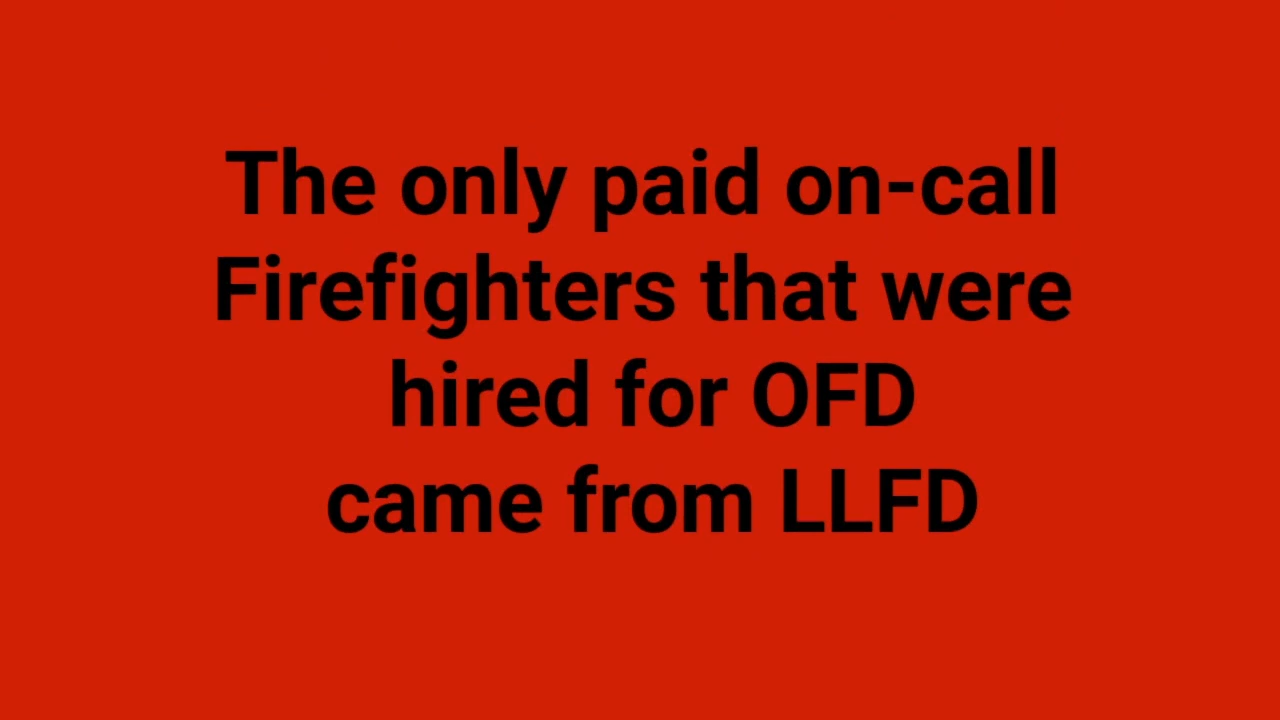 The only paid on-call
Firefighters that were
hired for OFD
came from LLFD